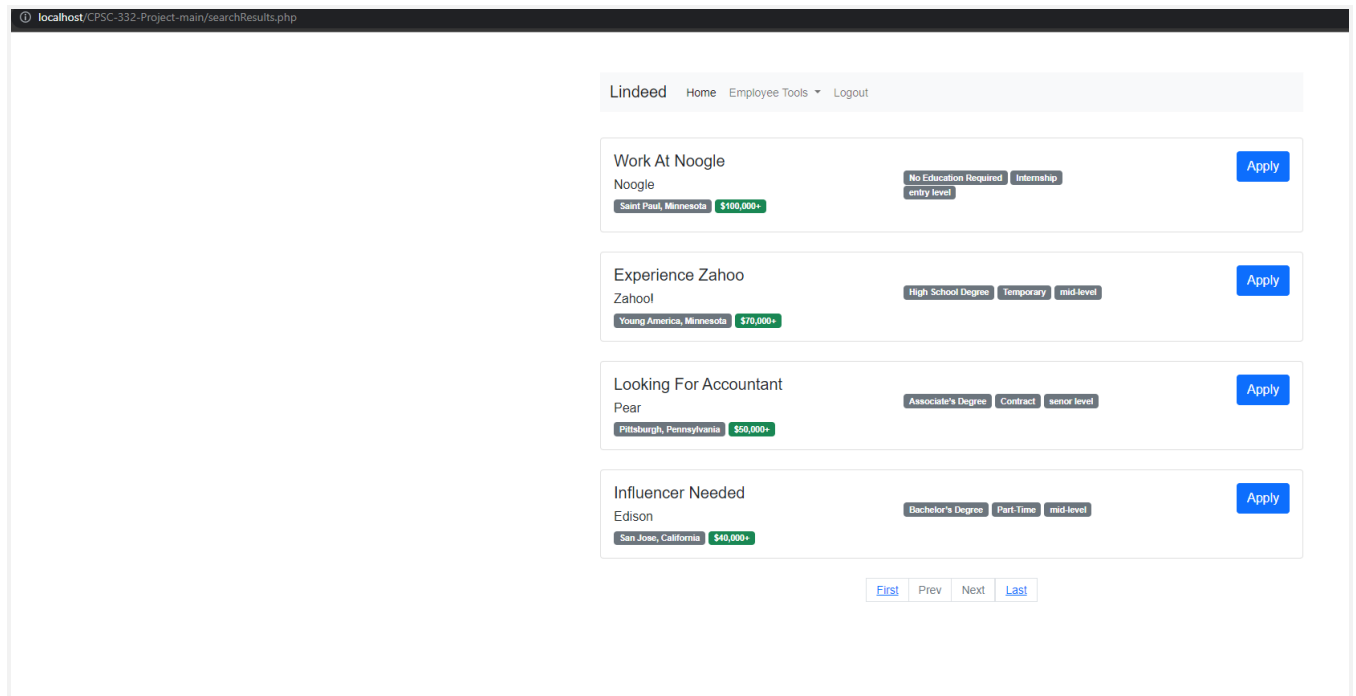 localhost/CPSC-332-Project-main/searchResults.php
Lindeed Home Employee Tools Logout
Work At Noogle
Noogle
Saint Paul, Minnesota $100,000+
No Education Required Internship
entry level
Apply
Experience Zahoo
Zahoo!
Young America, Minnesota $70,000+
High School Degree Temporary mid-level
Apply
Looking For Accountant
Pear
Pittsburgh, Pennsylvania $50,000+
Associate's Degree Contract senor level
Apply
Influencer Needed
Edison
San Jose, California $40,000+
Bachelor's Degree Part-Time mid-level
Apply
First Prev Next Last